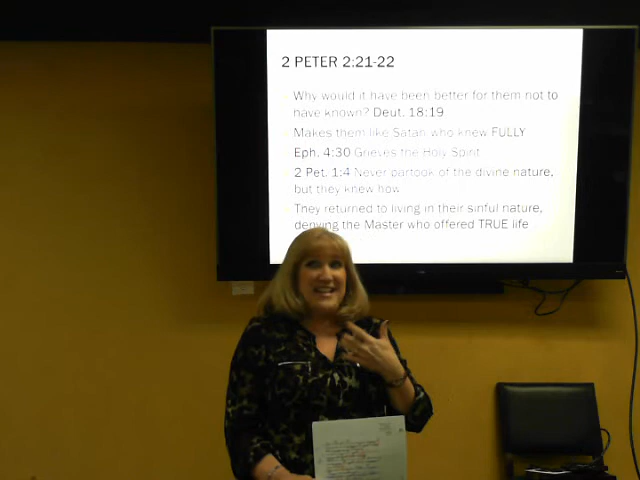 2 PETER 2:21-22
Why would it have been better for them not to
have known? Deut. 18:19
Makes them like Satan who knew FULLY
Eph. 4:30 Grieves the Holy Spirit
2 Pet. 1:4 Never partook of the divine nature,
but they knew how
They returned to living in their sinful nature,
denying the Master who offered TRUE life